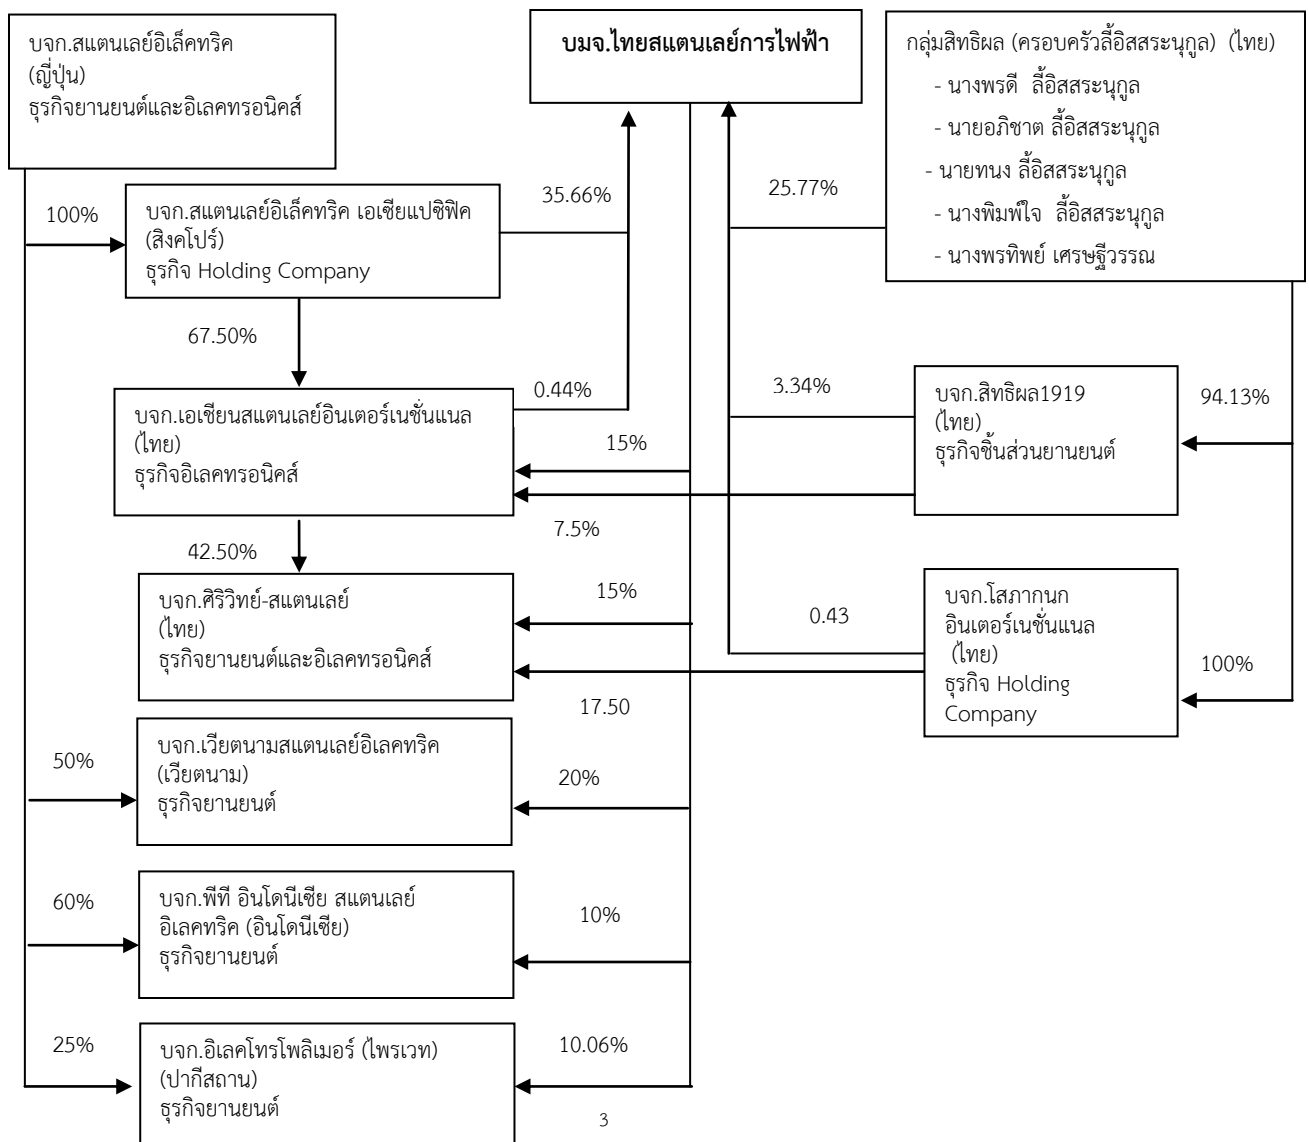 บจก.สแตนเลย์อิเล็คทริค
(ญี่ปุ่น)
ธุรกิจยานยนต์และอิเลคทรอนิคส์
บมจ.ไทยสแตนเลย์การไฟฟ้า
กลุ่มสิทธิผล (ครอบครัวลี้อิสสระนุกูล) (ไทย)
- นางพรดี ลี้อิสสระนุกูล
- นายอภิชาต ลี้อิสสระนุกูล
- นายทนง ลี้อิสสระนุกูล
- นางพิมพ์ใจ ลี้อิสสระนุกูล
- นางพรทิพย์ เศรษฐีวรรณ
100%
บจก.สแตนเลย์อิเล็คทริค เอเซียแปซิฟิค
(สิงคโปร์)
ธุรกิจ Holding Company
35.66%
25.77%
67.50%
บจก.เอเชียนสแตนเลย์อินเตอร์เนชั่นแนล
(ไทย)
ธุรกิจอิเลคทรอนิคส์
0.44%
15%
7.5%
3.34%
บจก.สิทธิผล1919
(ไทย)
ธุรกิจชิ้นส่วนยานยนต์
94.13%
42.50%
บจก.ศิริวิทย์-สแตนเลย์
(ไทย)
ธุรกิจยานยนต์และอิเลคทรอนิคส์
15%
17.50
0.43
บจก.โสภากนก
อินเตอร์เนชั่นแนล
(ไทย)
ธุรกิจ Holding
Company
100%
50%
บจก.เวียตนามสแตนเลย์อิเลคทริค
(เวียตนาม)
ธุรกิจยานยนต์
20%
60%
บจก.พีที อินโดนีเซีย สแตนเลย์
อิเลคทริค (อินโดนีเซีย)
ธุรกิจยานยนต์
10%
25%
บจก.อิเลคโทรโพลิเมอร์ (ไพรเวท)
(ปากีสถาน)
ธุรกิจยานยนต์
10.06%
3